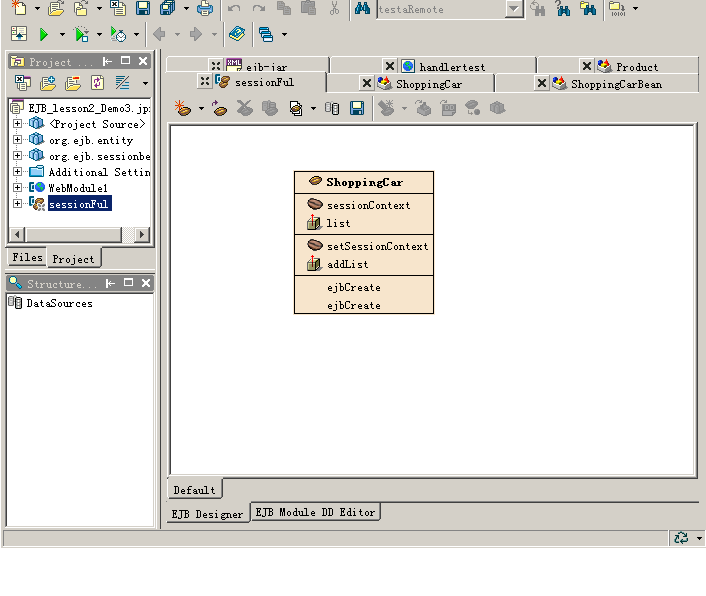 testaRemote
Project ...
eib-iar
handlertest
Product
sessionFul
ShoppingCar
ShoppingCarBean
EJB_lesson2_Demo3.jp
<Project Source>
org.ejb.entity
org.ejb.sessionbe
Additional Settin
WebModule1
sessionFul
Files
Project
Structure...
DataSources
ShoppingCar
sessionContext
list
setSessionContext
addList
ejbCreate
ejbCreate
Default
EJB Designer
EJB Module DD Editor